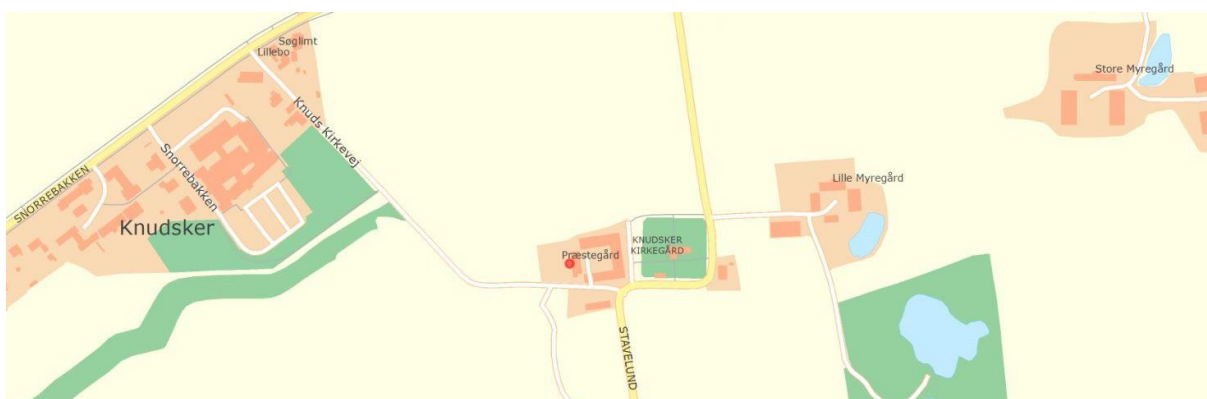 Søglimt
Lillebo
Knuds Kirkevej
Snorrebakken
SNORREBAKKEN
Knudsker
Præstegård
KNUDSKER
KIRKEGÅRD
STAVELUND
Lille Myregård
Store Myregård